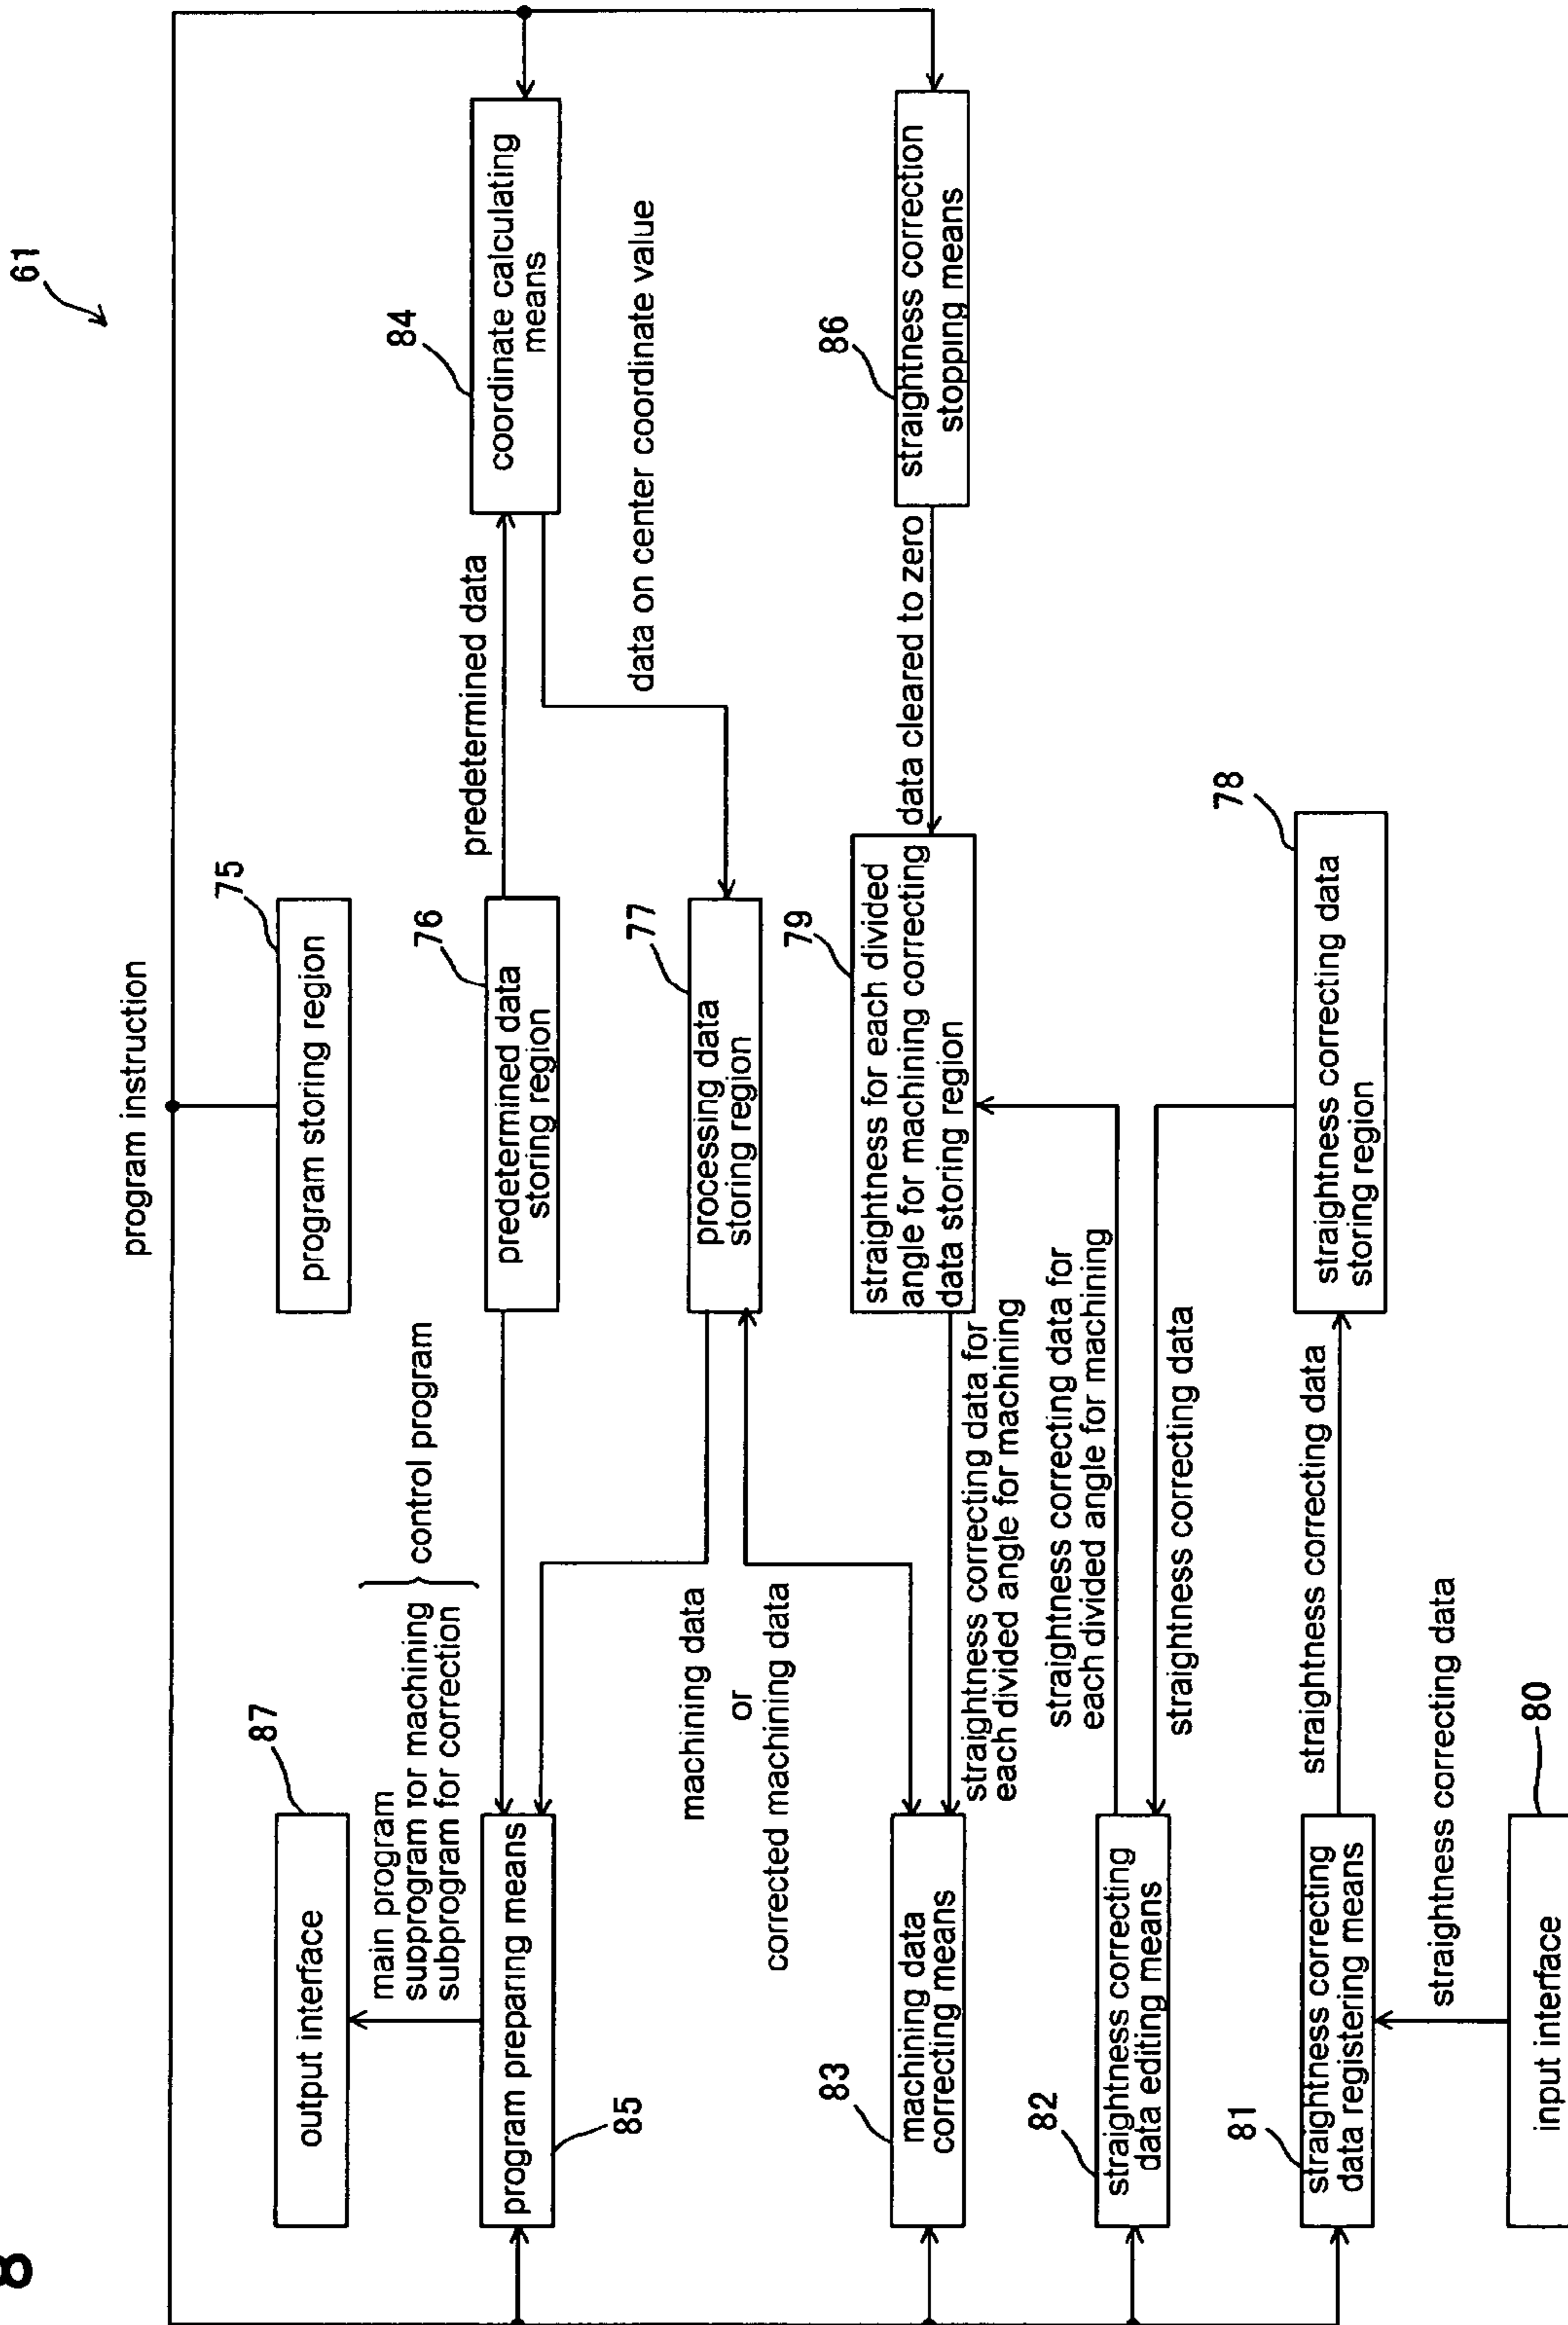 8
61
program instruction
75
program storing region
87
output interface
main program
subprogram for machining
subprogram for correction
control program
85
program preparing means
76
predetermined data
storing region
predetermined data
84
coordinate calculating
means
data on center coordinate value
77
processing data
storing region
machining data
or
corrected machining data
83
machining data
correcting means
straightness correcting data for
each divided angle for machining
79
straightness for each divided
angle for machining correcting
data storing region
data cleared to zero
86
straightness correction
stopping means
82
straightness correcting
data editing means
straightness correcting data for
each divided angle for machining
straightness correcting data
81
straightness correcting
data registering means
straightness correcting data
78
straightness correcting data
storing region
straightness correcting data
80
input interface